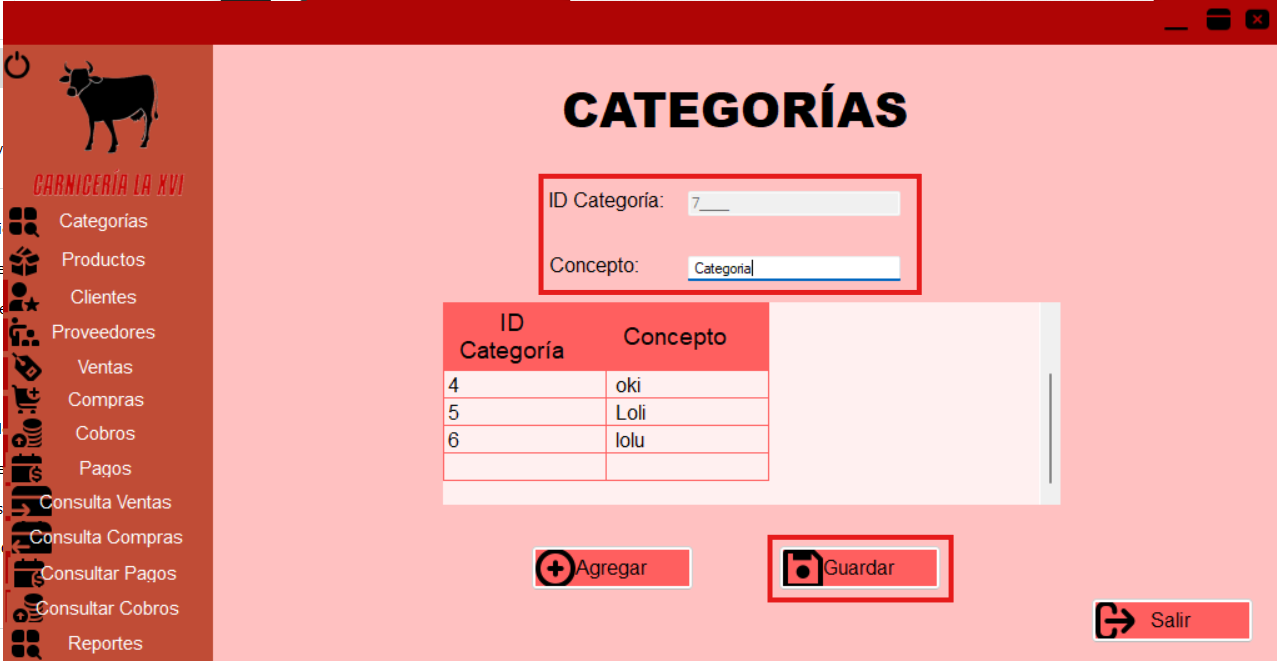 CATEGORÍAS
CARNICERÍA LA XVI
Categorías
Productos
Clientes
Proveedores
Ventas
Compras
Cobros
Pagos
Consulta Ventas
Consulta Compras
Consultar Pagos
Consultar Cobros
Reportes
ID Categoría: 7___
Concepto: Categoria
ID Categoría Concepto
4 oki
5 Loli
6 lolu
Agregar
Guardar
Salir